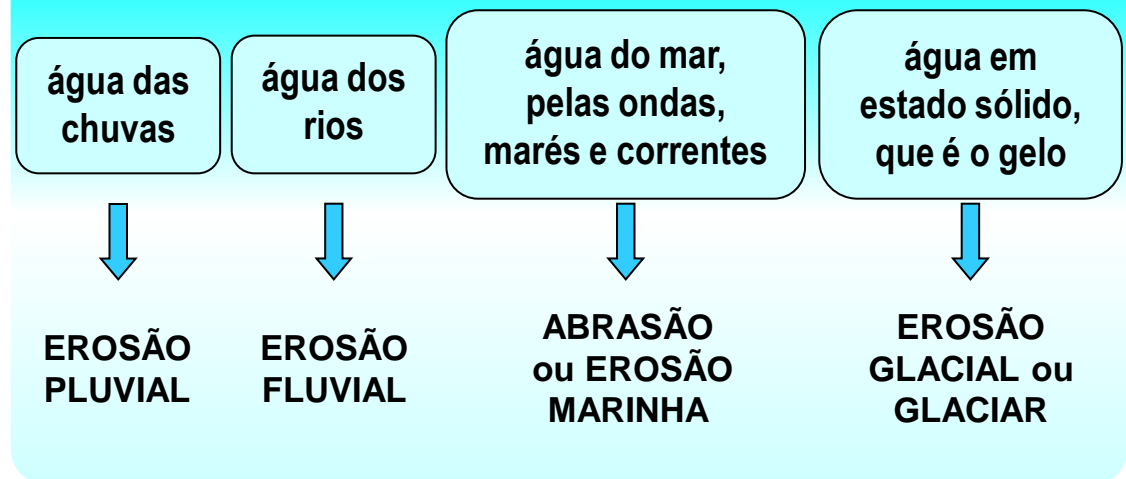 água das
chuvas
água dos
rios
água do mar,
pelas ondas,
marés e correntes
água em
estado sólido,
que é o gelo
EROSÃO
PLUVIAL
EROSÃO
FLUVIAL
ABRASÃO
ou EROSÃO
MARINHA
EROSÃO
GLACIAL ou
GLACIAR